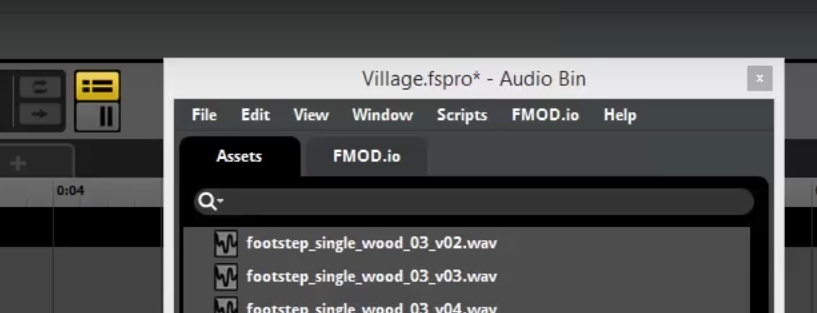 Village.fspro* - Audio Bin
x
File Edit View Window Scripts FMOD.io Help
Assets FMOD.io
0:04
footstep_single_wood_03_v02.wav
footstep_single_wood_03_v03.wav
footstep_single_wood_03_v04.wav